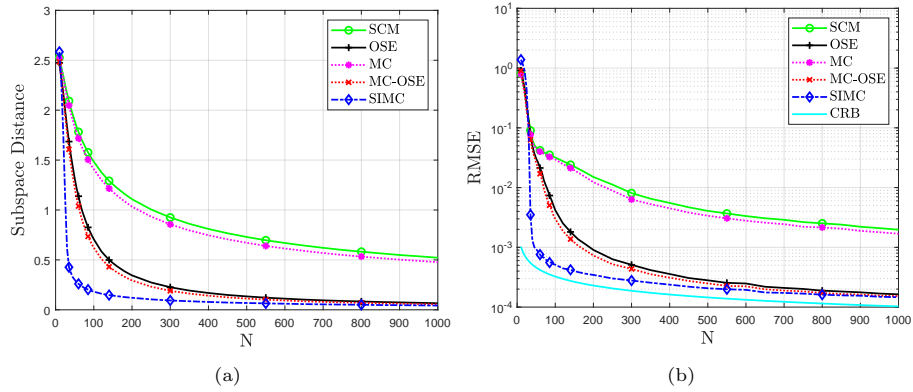 3
2.5
2
1.5
1
0.5
0
0 100 200 300 400 500 600 700 800 900 1000
Subspace Distance
N
SCM
OSE
MC
MC-OSE
SIMC
(a)
10^1
10^0
10^-1
10^-2
10^-3
10^-4
0 100 200 300 400 500 600 700 800 900 1000
RMSE
N
SCM
OSE
MC
MC-OSE
SIMC
CRB
(b)